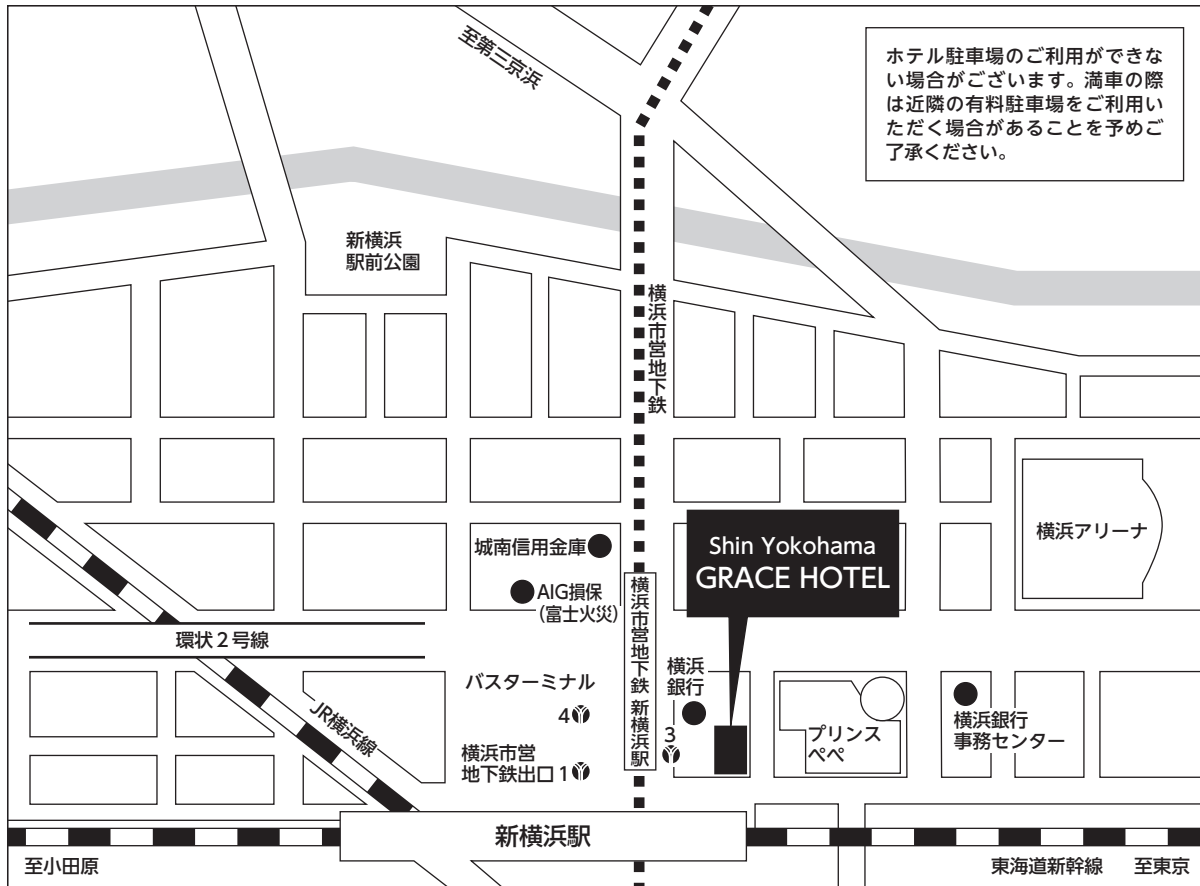 至第三京浜
ホテル駐車場のご利用ができな
い場合がございます。満車の際
は近隣の有料駐車場をご利用い
ただく場合があることを予めご
了承ください。
新横浜
駅前公園
横浜市営地下鉄
横浜アリーナ
Shin Yokohama
GRACE HOTEL
城南信用金庫
AIG損保
(富士火災)
環状2号線
JR横浜線
バスターミナル
4
横浜市営
地下鉄出口1
横浜市営地下鉄 新横浜駅
横浜
銀行
3
プリンス
ぺぺ
横浜銀行
事務センター
新横浜駅
至小田原
東海道新幹線
至東京